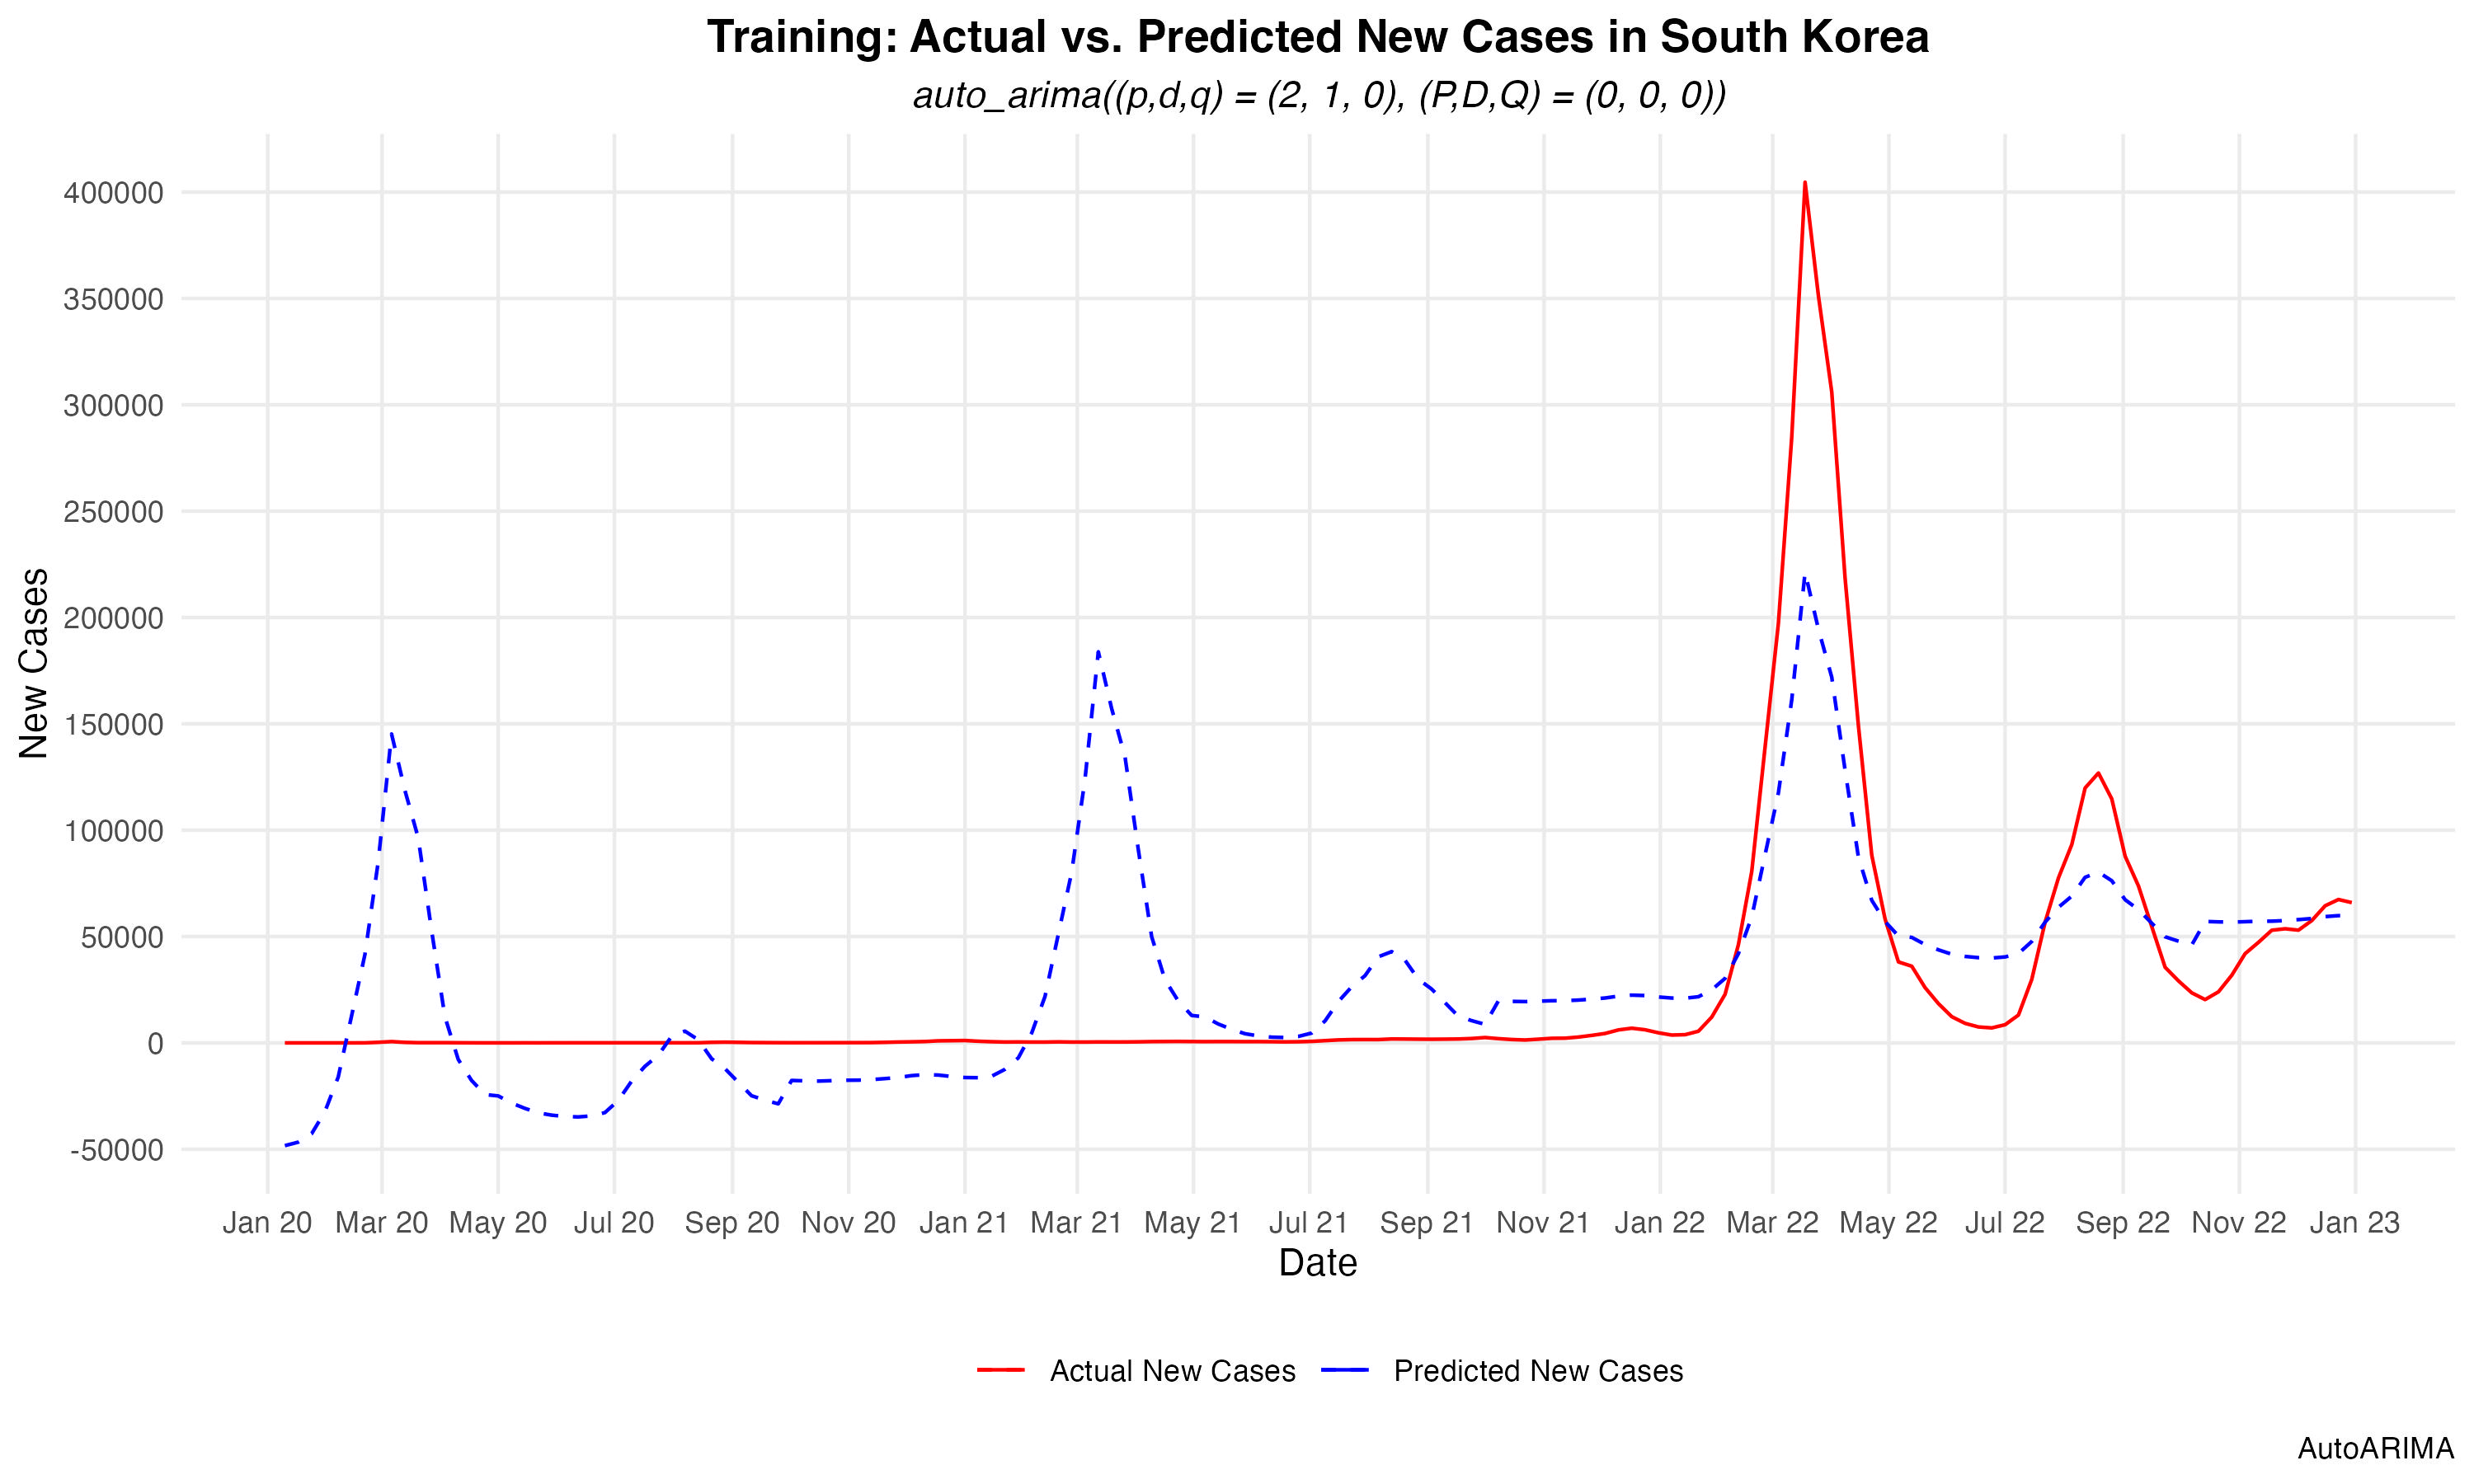 Training: Actual vs. Predicted New Cases in South Korea
auto_arima((p,d,q) = (2, 1, 0), (P,D,Q) = (0, 0, 0))
New Cases
400000
350000
300000
250000
200000
150000
100000
50000
0
-50000
Jan 20 Mar 20 May 20 Jul 20 Sep 20 Nov 20 Jan 21 Mar 21 May 21 Jul 21 Sep 21 Nov 21 Jan 22 Mar 22 May 22 Jul 22 Sep 22 Nov 22 Jan 23
Date
Actual New Cases Predicted New Cases
AutoARIMA